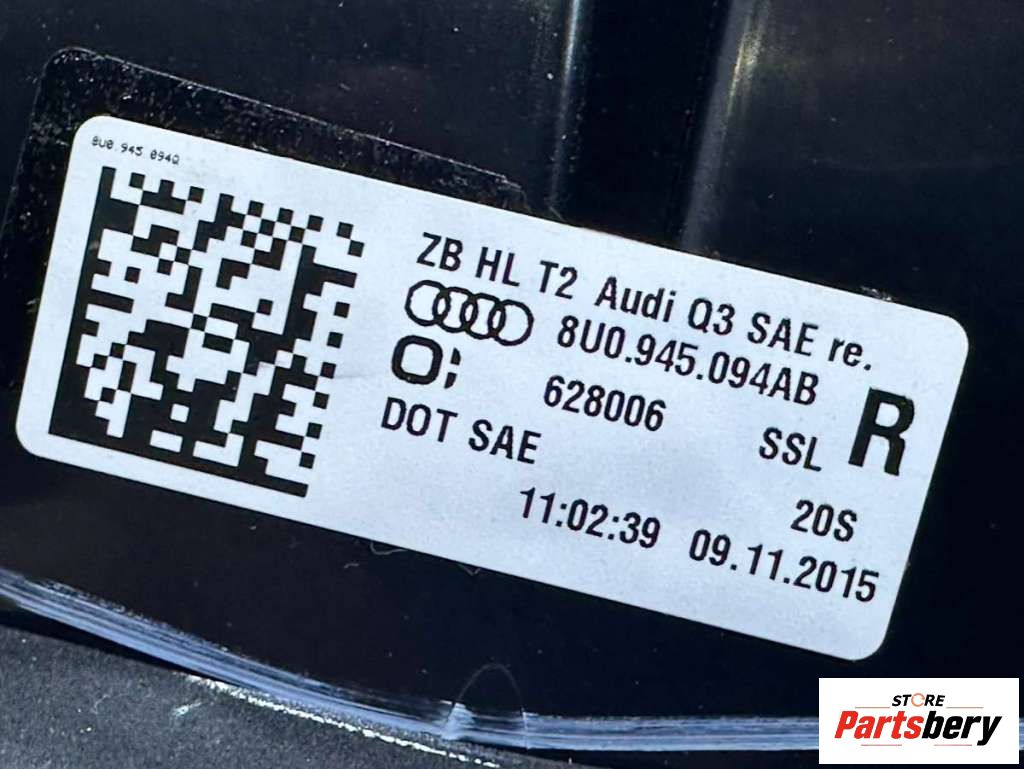 8U0 945 094Q
ZB HL T2 Audi Q3 SAE re.
8U0.945.094AB
O; 628006 SSL R
DOT SAE 20S
11:02:39 09.11.2015
STORE
Partsbery